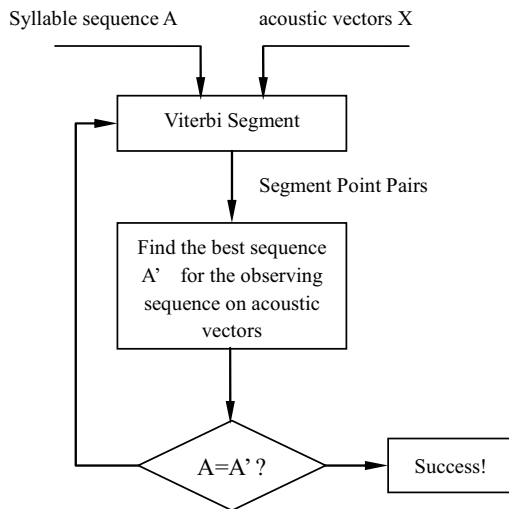 Syllable sequence A
acoustic vectors X
Viterbi Segment
Segment Point Pairs
Find the best sequence
A' for the observing
sequence on acoustic
vectors
A=A' ?
Success!